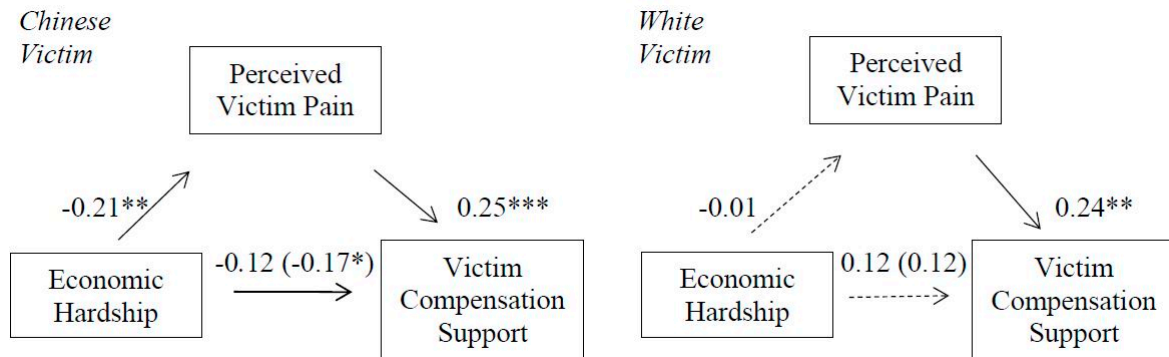 Chinese
Victim
Perceived
Victim Pain
-0.21**
0.25***
Economic
Hardship
-0.12 (-0.17*)
Victim
Compensation
Support
White
Victim
Perceived
Victim Pain
-0.01
0.24**
Economic
Hardship
0.12 (0.12)
Victim
Compensation
Support